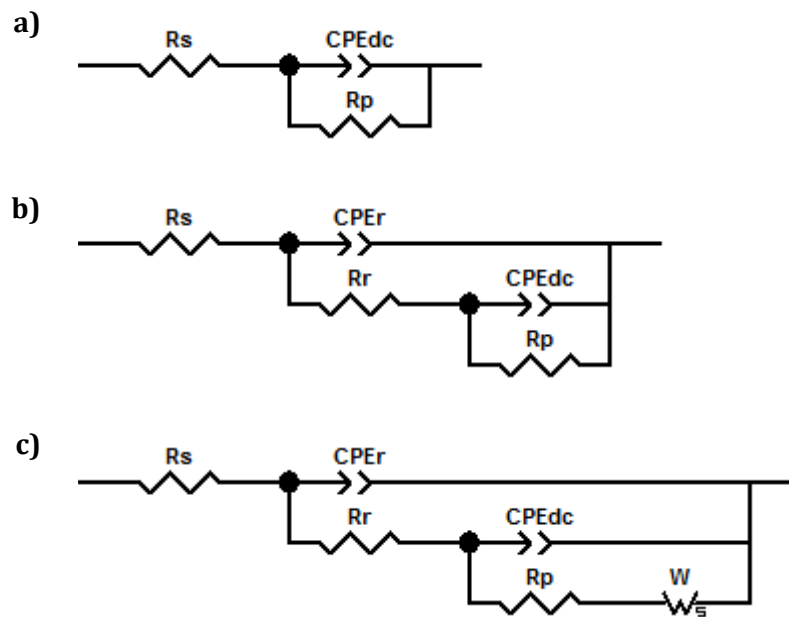 a)
Rs CPEdc
Rp
b)
Rs CPEr
Rr CPEdc
Rp
c)
Rs CPEr
Rr CPEdc
Rp W
s